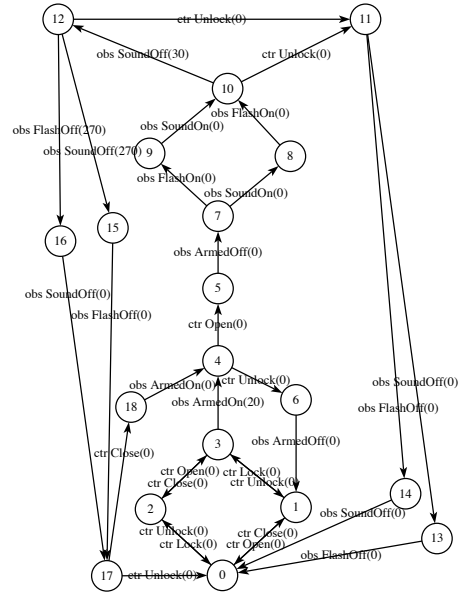 12
ctr Unlock(0)
11
obs SoundOff(30)
ctr Unlock(0)
10
obs FlashOn(0)
obs FlashOff(270)
obs SoundOn(0)
obs SoundOff(270)
9
8
obs FlashOn(0)
obs SoundOn(0)
7
16
15
obs ArmedOff(0)
5
obs SoundOff(0)
obs FlashOff(0)
ctr Open(0)
4
obs ArmedOn(0)
ctr Unlock(0)
obs SoundOff(0)
18
obs ArmedOn(20)
6
obs FlashOff(0)
3
obs ArmedOff(0)
ctr Close(0)
ctr Open(0)
ctr Lock(0)
ctr Close(0)
ctr Unlock(0)
14
2
1
obs SoundOff(0)
ctr Unlock(0)
ctr Close(0)
13
ctr Lock(0)
ctr Open(0)
obs FlashOff(0)
17
ctr Unlock(0)
0